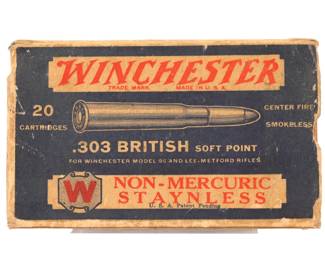 WINCHESTER
TRADE MARK. MADE IN U.S.A.
20
CARTRIDGES
CENTER FIRE
SMOKELESS
.303 BRITISH SOFT POINT
FOR WINCHESTER MODEL 95 AND LEE-METFORD RIFLES
W
NON-MERCURIC
STAYNLESS
U.S.A. Patent Pending